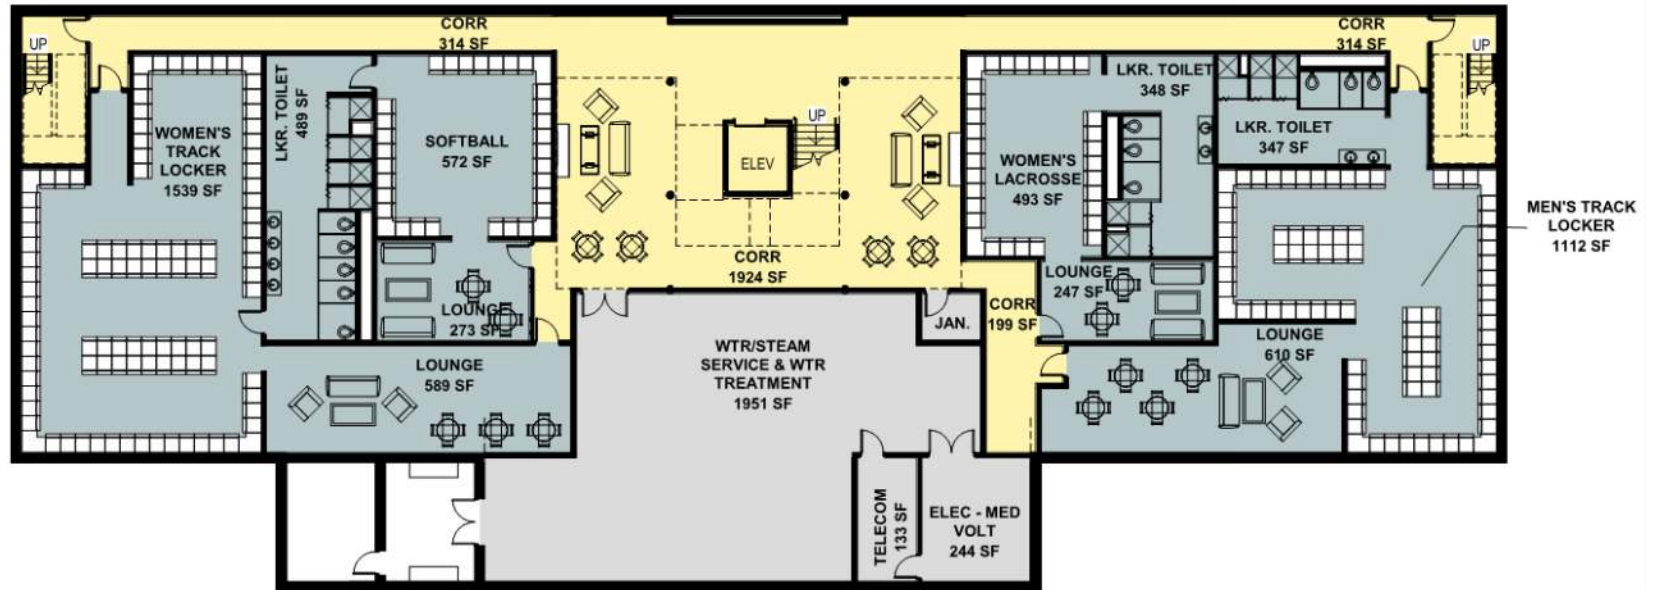 CORR
314 SF
CORR
314 SF
UP
UP
LKR. TOILET
489 SF
WOMEN'S
TRACK
LOCKER
1539 SF
SOFTBALL
572 SF
UP
ELEV
LKR. TOILET
348 SF
LKR. TOILET
347 SF
WOMEN'S
LACROSSE
493 SF
MEN'S TRACK
LOCKER
1112 SF
CORR
1924 SF
LOUNGE
273 SF
LOUNGE
247 SF
CORR
199 SF
JAN.
LOUNGE
589 SF
WTR/STEAM
SERVICE & WTR
TREATMENT
1951 SF
LOUNGE
610 SF
TELECOM
133 SF
ELEC - MED
VOLT
244 SF